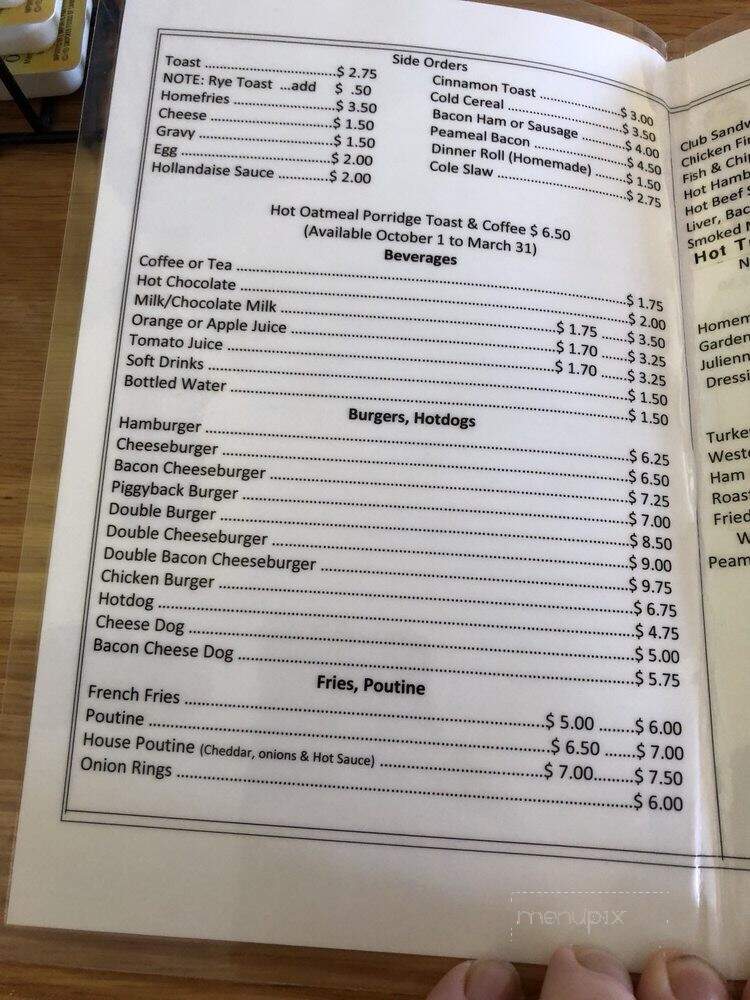 Side Orders
Toast ..............................$ 2.75
NOTE: Rye Toast ...add $ .50
Homefries ........................$ 3.50
Cheese .............................$ 1.50
Gravy ................................$ 1.50
Egg ....................................$ 2.00
Hollandaise Sauce ............$ 2.00
Cinnamon Toast ....................$ 3.00
Cold Cereal ............................$ 3.50
Bacon Ham or Sausage ..........$ 4.00
Peameal Bacon ......................$ 4.50
Dinner Roll (Homemade) .......$ 1.50
Cole Slaw ...............................$ 2.75
Hot Oatmeal Porridge Toast & Coffee $ 6.50
(Available October 1 to March 31)
Beverages
Coffee or Tea ..............................$ 1.75
Hot Chocolate ..............................$ 2.00
Milk/Chocolate Milk ....................$ 1.75 ......$ 3.50
Orange or Apple Juice ....................$ 1.70 ......$ 3.25
Tomato Juice ....................$ 1.70 ......$ 3.25
Soft Drinks ..............................$ 1.50
Bottled Water ..............................$ 1.50
Burgers, Hotdogs
Hamburger ..............................$ 6.25
Cheeseburger ..............................$ 6.50
Bacon Cheeseburger ..............................$ 7.25
Piggyback Burger ..............................$ 7.00
Double Burger ..............................$ 8.50
Double Cheeseburger ..............................$ 9.00
Double Bacon Cheeseburger ..............................$ 9.75
Chicken Burger ..............................$ 6.75
Hotdog ..............................$ 4.75
Cheese Dog ..............................$ 5.00
Bacon Cheese Dog ..............................$ 5.75
Fries, Poutine
French Fries ..............................$ 5.00 .......$ 6.00
Poutine ..............................$ 6.50 ......$ 7.00
House Poutine (Cheddar, onions & Hot Sauce) ....................$ 7.00........$ 7.50
Onion Rings ..............................$ 6.00
Club Sandw
Chicken Fi
Fish & Chi
Hot Hamb
Hot Beef
Liver, Bac
Smoked
Hot T
N
Homem
Garden
Julienn
Dressi
Turke
Weste
Ham
Roas
Fried
W
Peam
menupix